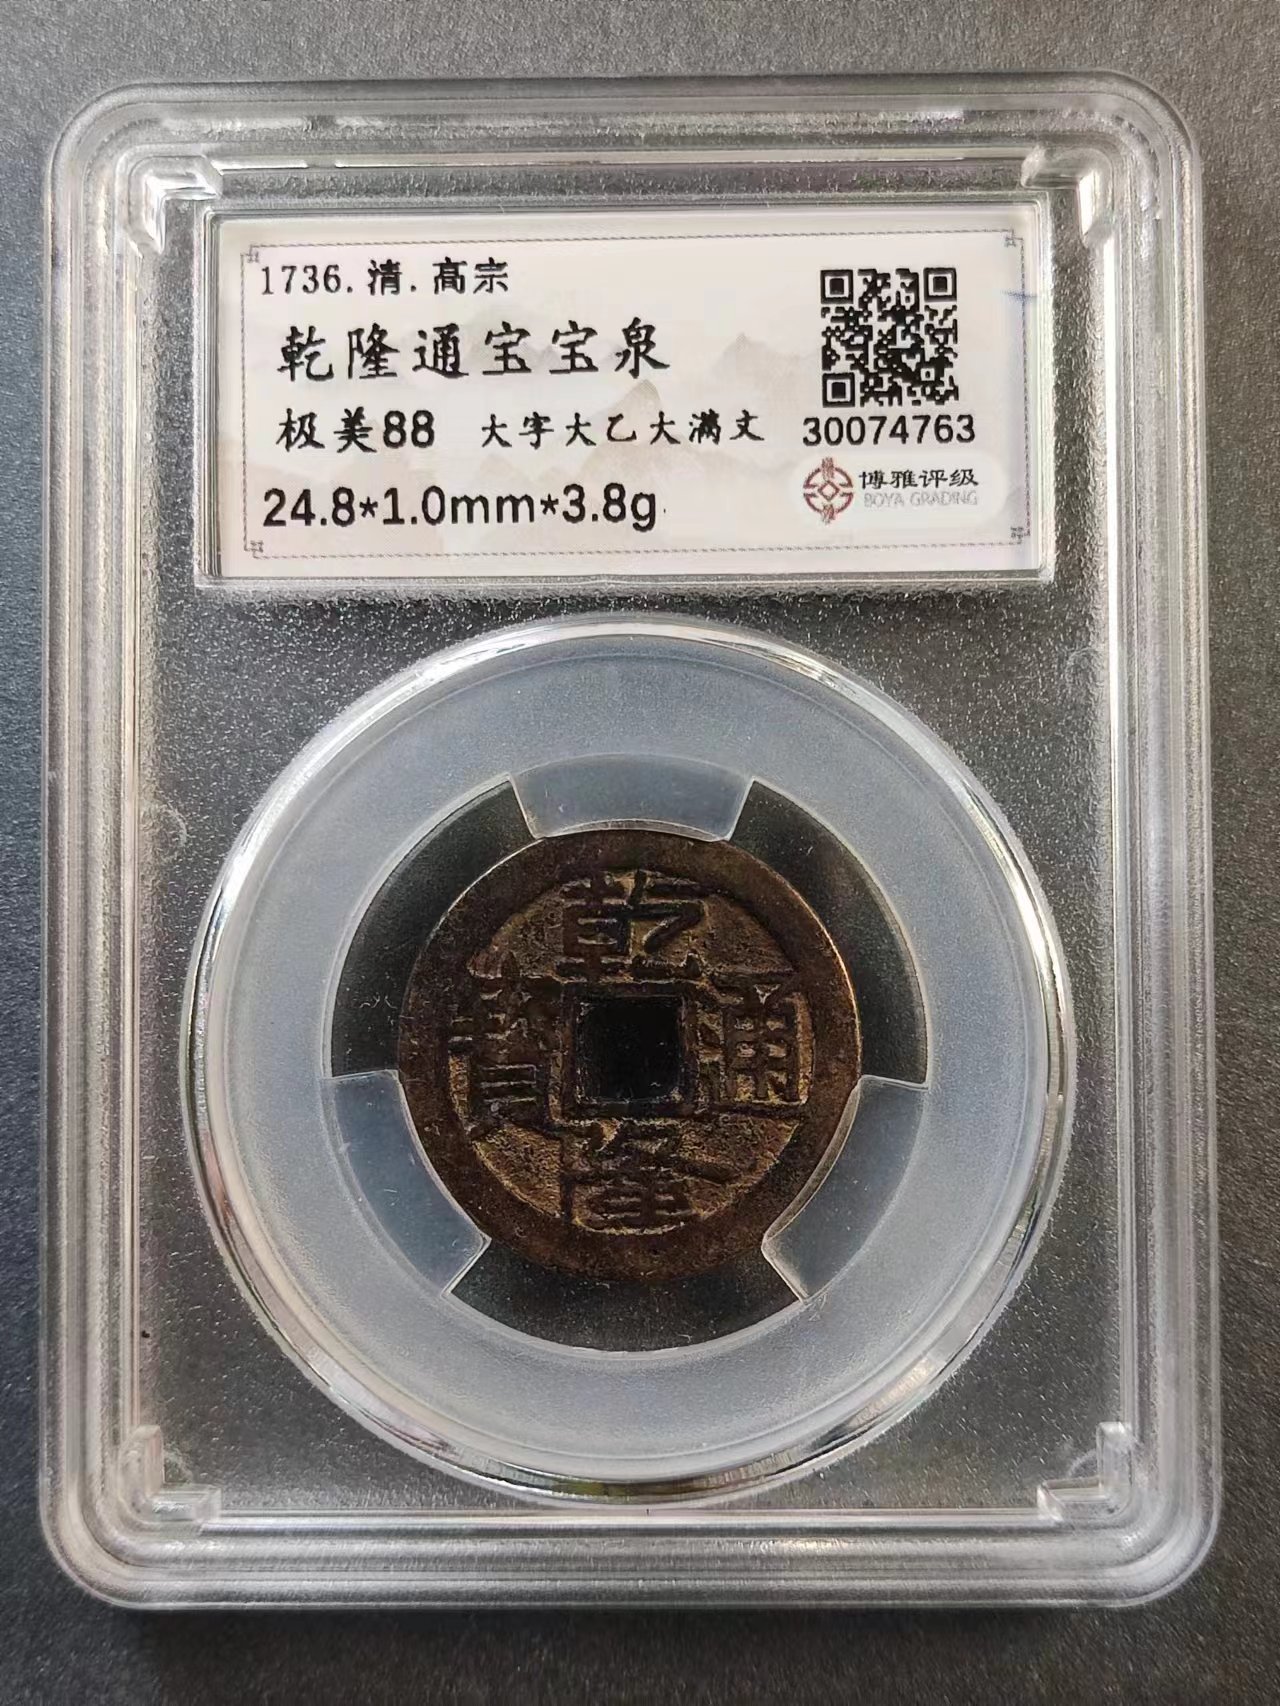 1736.清.高宗
乾隆通宝宝泉
极美88 大字大乙大满文
24.8*1.0mm*3.8g
30074763
博雅评级
BOYA GRADING
乾
隆
通
寳